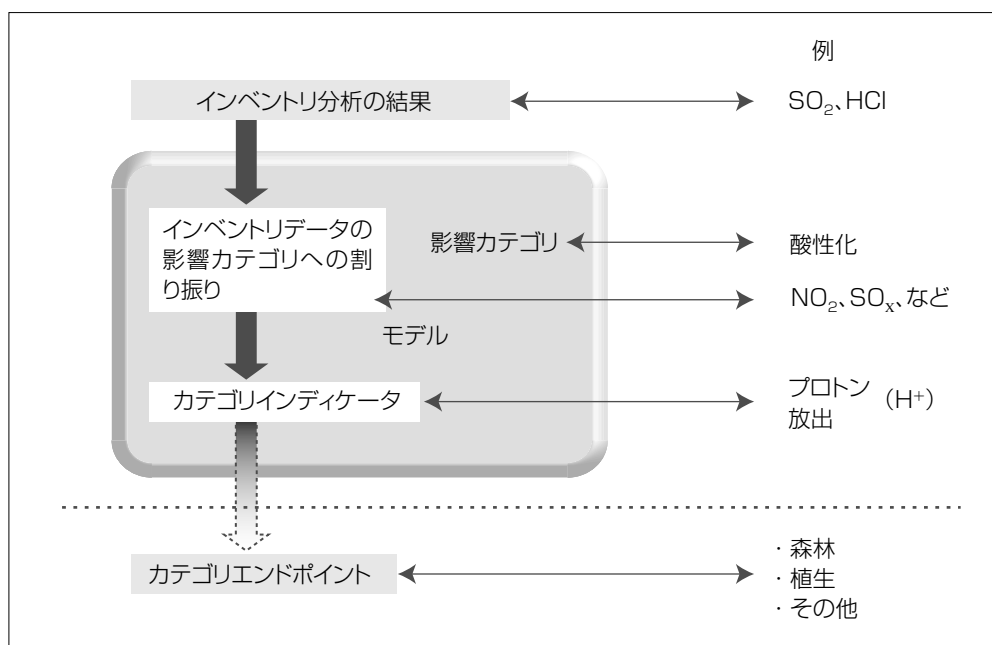 例
インベントリ分析の結果
SO₂、HCl
インベントリデータの
影響カテゴリへの割
り振り
影響カテゴリ
酸性化
NO₂、SOₓ、など
モデル
カテゴリインディケータ
プロトン
放出
（H⁺）
カテゴリエンドポイント
・森林
・植生
・その他